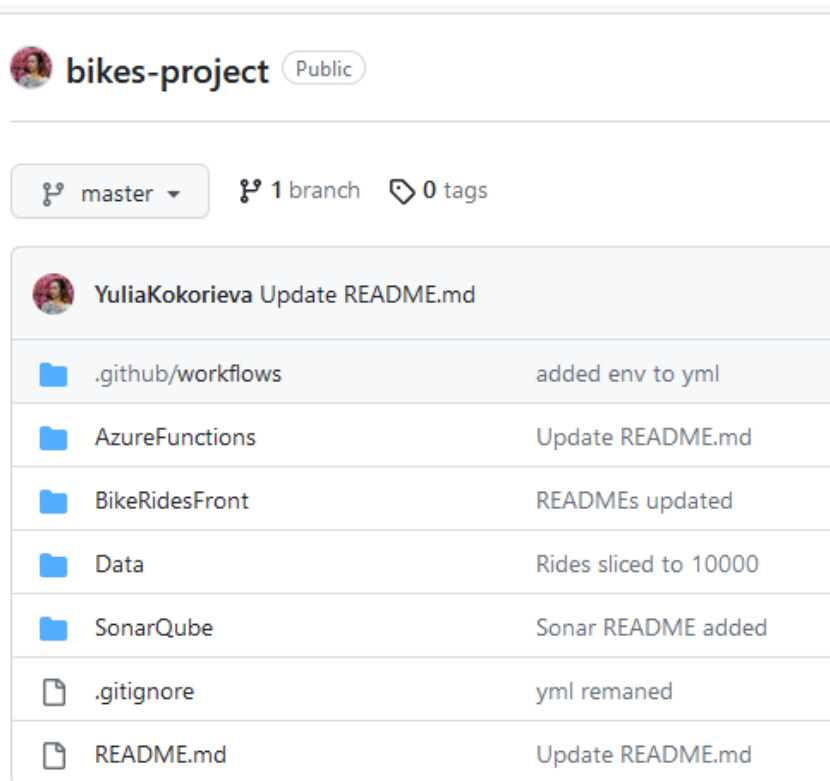 bikes-project Public
master 1 branch 0 tags
YuliaKokorieva Update README.md
.github/workflows added env to yml
AzureFunctions Update README.md
BikeRidesFront READMEs updated
Data Rides sliced to 10000
SonarQube Sonar README added
.gitignore yml remaned
README.md Update README.md